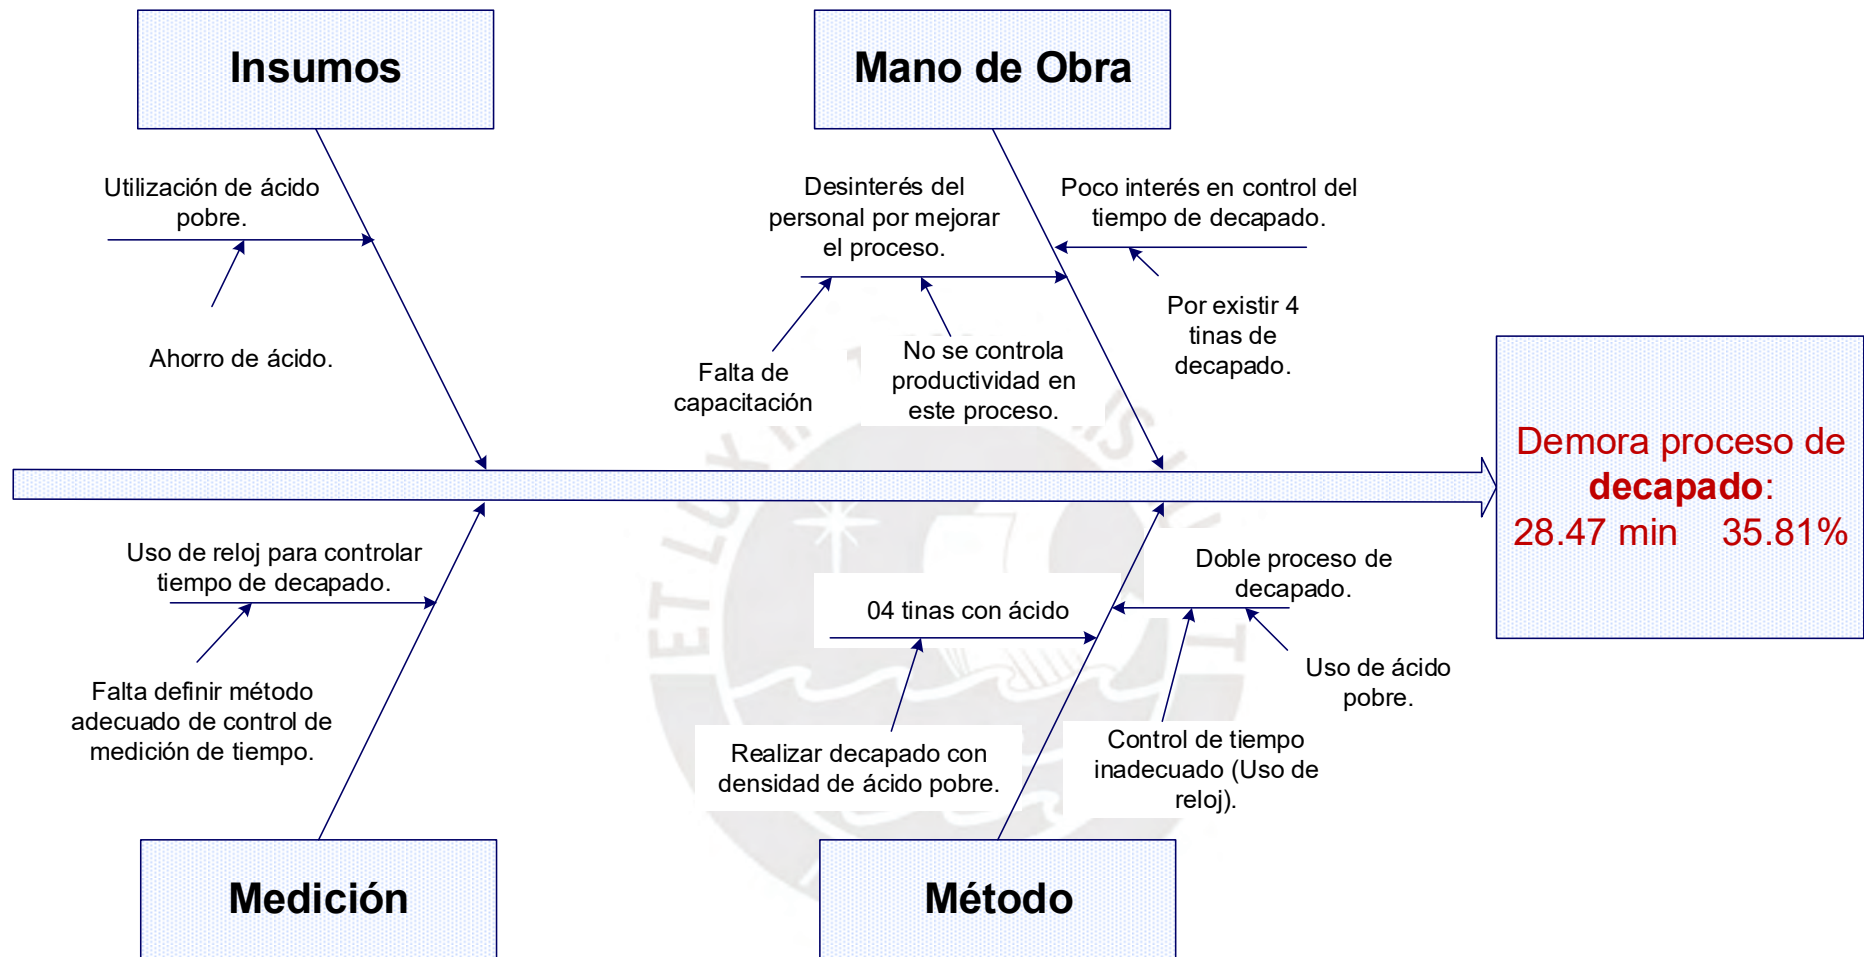 Insumos
Mano de Obra
Utilización de ácido
pobre.
Ahorro de ácido.
Desinterés del
personal por mejorar
el proceso.
Falta de
capacitación
No se controla
productividad en
este proceso.
Poco interés en control del
tiempo de decapado.
Por existir 4
tinas de
decapado.
Demora proceso de
decapado:
28.47 min 35.81%
Uso de reloj para controlar
tiempo de decapado.
Falta definir método
adecuado de control de
medición de tiempo.
04 tinas con ácido
Realizar decapado con
densidad de ácido pobre.
Doble proceso de
decapado.
Uso de ácido
pobre.
Control de tiempo
inadecuado (Uso de
reloj).
Medición
Método
ET LUX IN